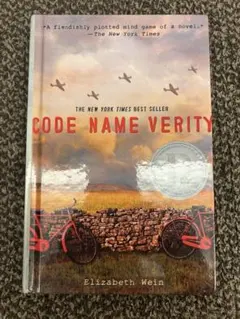 "A fiendishly plotted mind game of a novel."
—The New York Times
THE NEW YORK TIMES BEST SELLER
CODE NAME VERITY
Elizabeth Wein